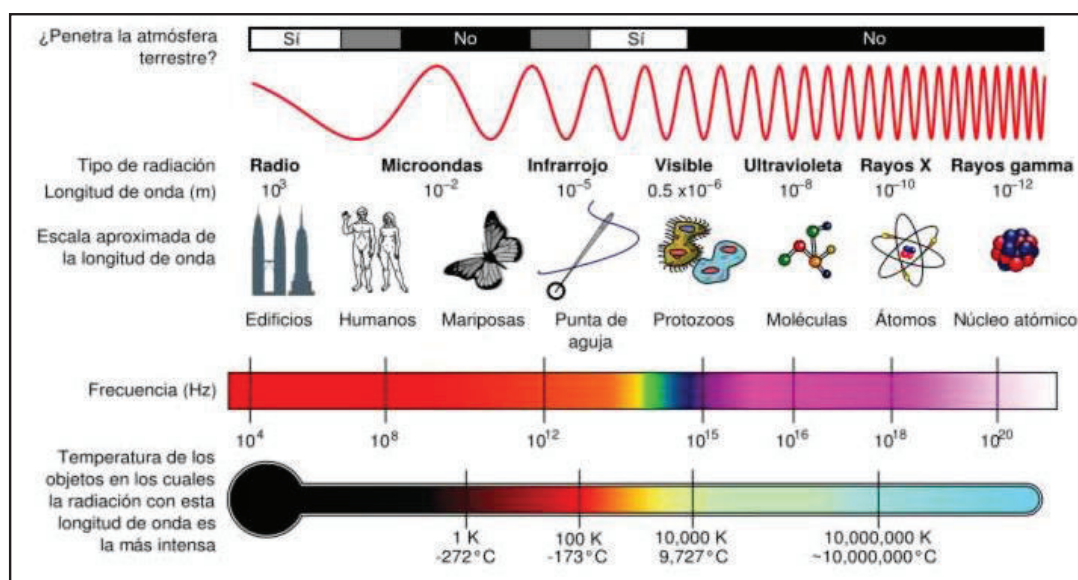 ¿Penetra la atmósfera
terrestre?
Sí No Sí No
Tipo de radiación Radio Microondas Infrarrojo Visible Ultravioleta Rayos X Rayos gamma
Longitud de onda (m) 10³ 10⁻² 10⁻⁵ 0.5 x10⁻⁶ 10⁻⁸ 10⁻¹⁰ 10⁻¹²
Escala aproximada de
la longitud de onda
Edificios Humanos Mariposas Punta de Protozoos Moléculas Átomos Núcleo atómico
aguja
Frecuencia (Hz)
10⁴ 10⁸ 10¹² 10¹⁵ 10¹⁶ 10¹⁸ 10²⁰
Temperatura de los
objetos en los cuales
la radiación con esta
longitud de onda es
la más intensa
1 K 100 K 10,000 K 10,000,000 K
-272°C -173°C 9,727°C ~10,000,000°C